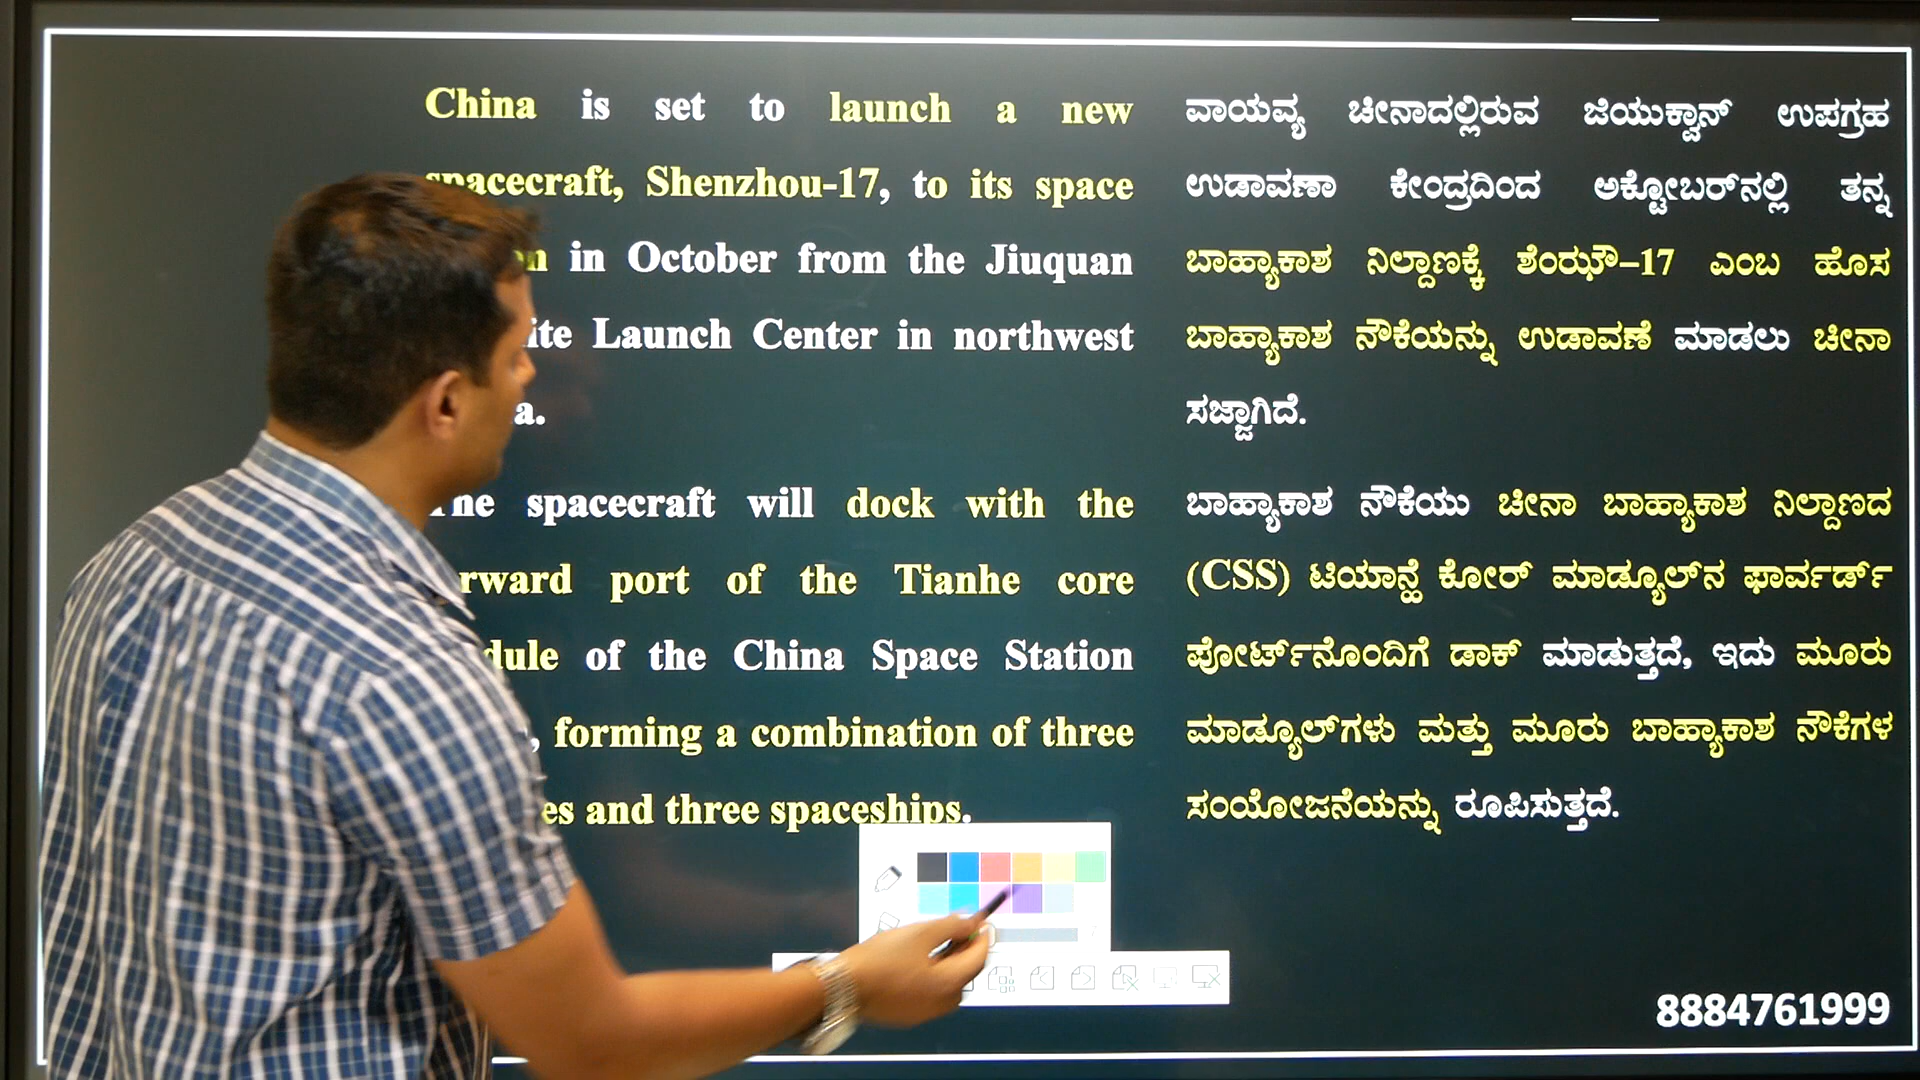 China is set to launch a new
spacecraft, Shenzhou-17, to its space
in October from the Jiuquan
Launch Center in northwest
The spacecraft will dock with the
port of the Tianhe core
of the China Space Station
forming a combination of three
and three spaceships.
ವಾಯವ್ಯ ಚೀನಾದಲ್ಲಿರುವ ಜಿಯುಕ್ವಾನ್ ಉಪಗ್ರಹ
ಉಡಾವಣಾ ಕೇಂದ್ರದಿಂದ ಅಕ್ಟೋಬರ್‌ನಲ್ಲಿ ತನ್ನ
ಬಾಹ್ಯಾಕಾಶ ನಿಲ್ದಾಣಕ್ಕೆ ಶೆಂಝೌ–17 ಎಂಬ ಹೊಸ
ಬಾಹ್ಯಾಕಾಶ ನೌಕೆಯನ್ನು ಉಡಾವಣೆ ಮಾಡಲು ಚೀನಾ
ಸಜ್ಜಾಗಿದೆ.
ಬಾಹ್ಯಾಕಾಶ ನೌಕೆಯು ಚೀನಾ ಬಾಹ್ಯಾಕಾಶ ನಿಲ್ದಾಣದ
(CSS) ಟಿಯಾನ್ಹೆ ಕೋರ್ ಮಾಡ್ಯೂಲ್‌ನ ಫಾರ್ವರ್ಡ್
ಪೋರ್ಟ್‌ನೊಂದಿಗೆ ಡಾಕ್ ಮಾಡುತ್ತದೆ, ಇದು ಮೂರು
ಮಾಡ್ಯೂಲ್‌ಗಳು ಮತ್ತು ಮೂರು ಬಾಹ್ಯಾಕಾಶ ನೌಕೆಗಳ
ಸಂಯೋಜನೆಯನ್ನು ರೂಪಿಸುತ್ತದೆ.
8884761999